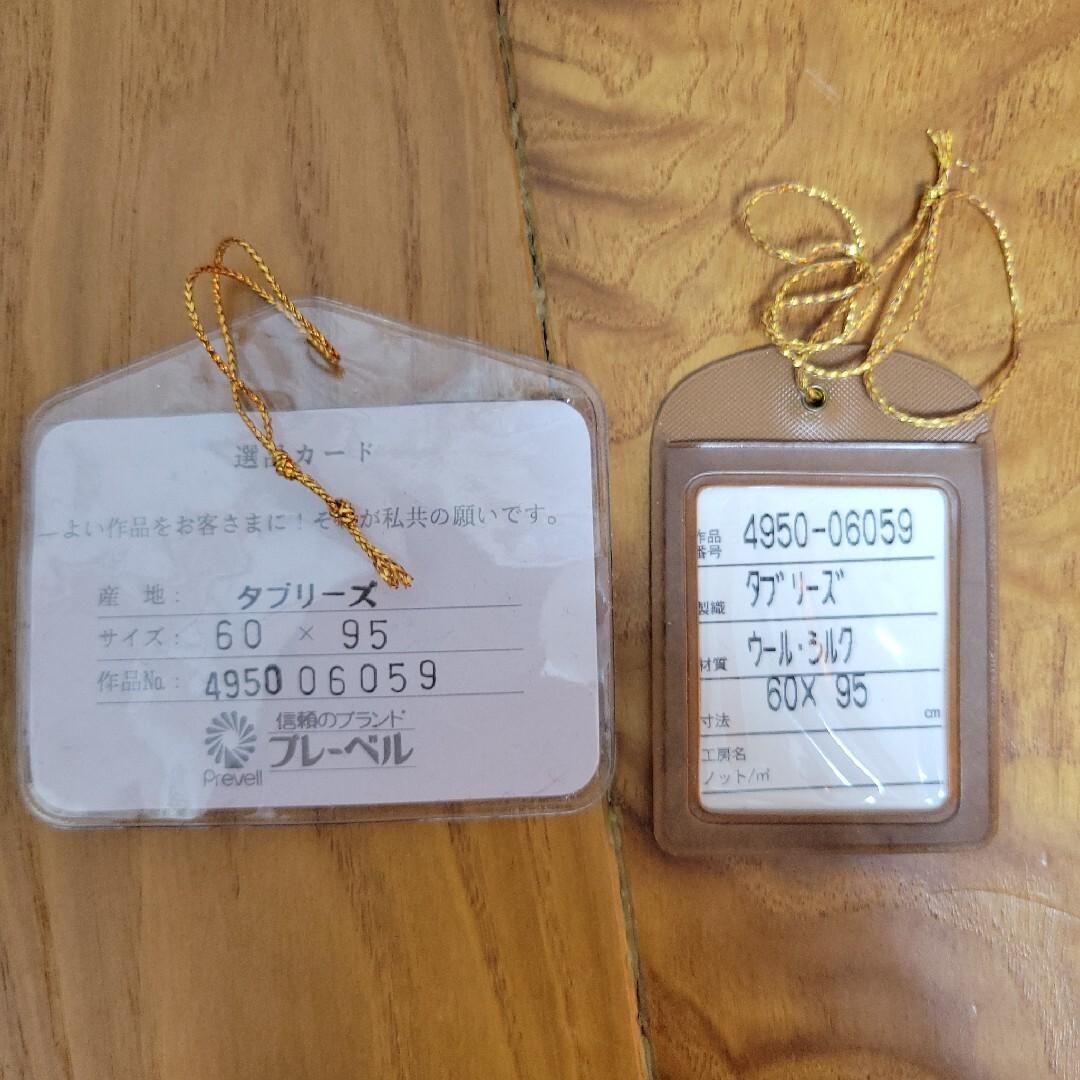 選品カード
―よい作品をお客さまに!それが私共の願いです。
産 地: タブリーズ
サイズ: 60 × 95
作品No.: 4950 06059
信頼のブランド
プレーベル
Prevell
作品番号 4950-06059
製織 タブリーズ
材質 ウール・シルク
寸法 60X 95 cm
工房名
ノット/㎡